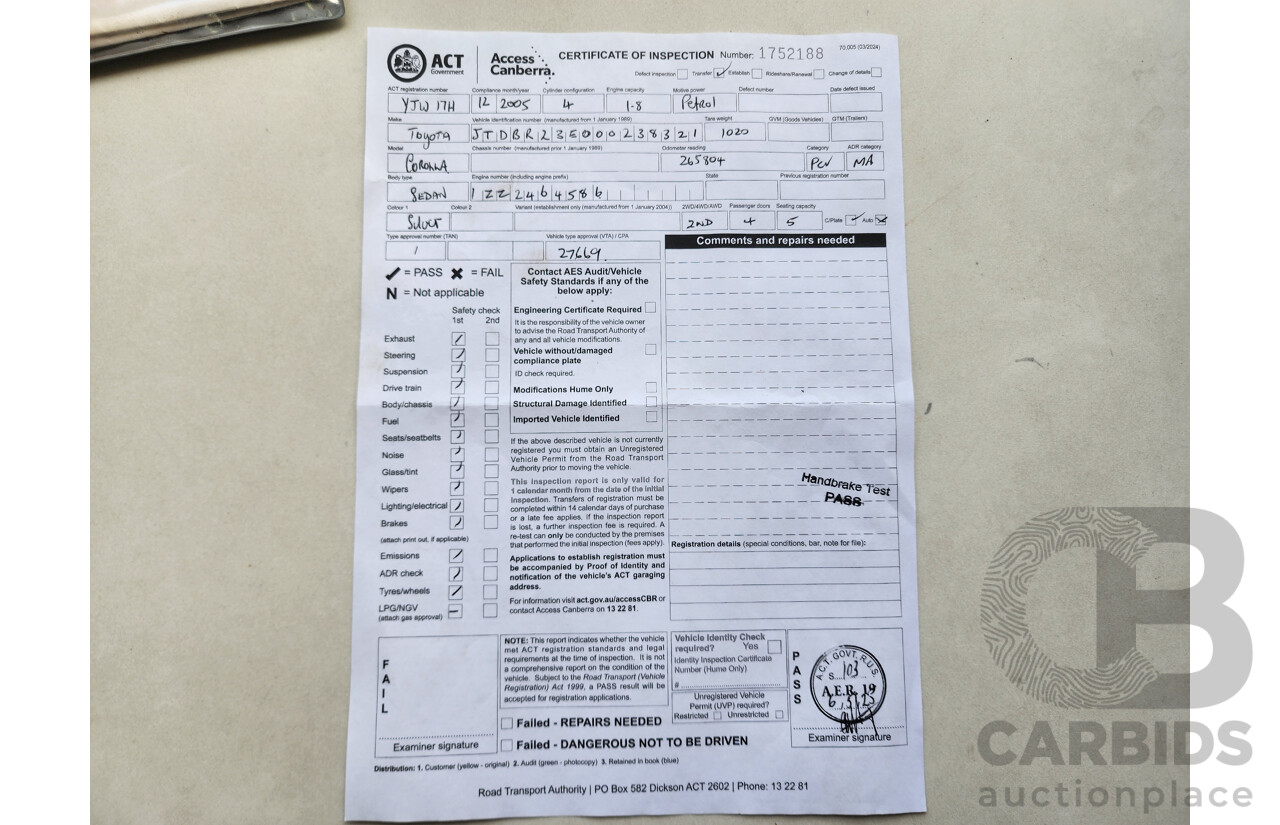 ACT Government
Access Canberra.
CERTIFICATE OF INSPECTION Number: 1752188
70.005 (03/2024)
Defect inspection Transfer Establish Rideshare/Renewal Change of details
ACT registration number Compliance month/year Cylinder configuration Engine capacity Motive power Defect number Date defect issued
YJW 17H 12 2005 4 1-8 Petrol
Make Vehicle identification number (manufactured from 1 January 1989) Tare weight GVM (Goods Vehicles) GTM (Trailers)
Toyota JTDBR23E000238321 1020
Model Chassis number (manufactured prior 1 January 1989) Odometer reading Category ADR category
COROLLA 265804 PCV MA
Body type Engine number (including engine prefix) State Previous registration number
SEDAN 1ZZ2464586
Colour 1 Colour 2 Variant (establishment only (manufactured from 1 January 2004)) 2WD/4WD/AWD Passenger doors Seating capacity
Silver 2ND 4 5 C/Plate Auto
Type approval number (TAN) Vehicle type approval (VTA) / CPA
/ 27669.
Comments and repairs needed
= PASS = FAIL
N = Not applicable
Safety check
1st 2nd
Exhaust
Steering
Suspension
Drive train
Body/chassis
Fuel
Seats/seatbelts
Noise
Glass/tint
Wipers
Lighting/electrical
Brakes
(attach print out, if applicable)
Emissions
ADR check
Tyres/wheels
LPG/NGV
(attach gas approval)
Contact AES Audit/Vehicle
Safety Standards if any of the
below apply:
Engineering Certificate Required
It is the responsibility of the vehicle owner
to advise the Road Transport Authority of
any and all vehicle modifications.
Vehicle without/damaged
compliance plate
ID check required.
Modifications Hume Only
Structural Damage Identified
Imported Vehicle Identified
If the above described vehicle is not currently
registered you must obtain an Unregistered
Vehicle Permit from the Road Transport
Authority prior to moving the vehicle.
This inspection report is only valid for
1 calendar month from the date of the initial
inspection. Transfers of registration must be
completed within 14 calendar days of purchase
or a late fee applies. If the inspection report
is lost, a further inspection fee is required. A
re-test can only be conducted by the premises
that performed the initial inspection (fees apply).
Applications to establish registration must
be accompanied by Proof of Identity and
notification of the vehicle's ACT garaging
address.
For information visit act.gov.au/accessCBR or
contact Access Canberra on 13 22 81.
Handbrake Test
PASS
Registration details (special conditions, bar, note for file):
FAIL
Examiner signature
NOTE: This report indicates whether the vehicle
met ACT registration standards and legal
requirements at the time of inspection. It is not
a comprehensive report on the condition of the
vehicle. Subject to the Road Transport (Vehicle
Registration) Act 1999, a PASS result will be
accepted for registration applications.
Failed - REPAIRS NEEDED
Failed - DANGEROUS NOT TO BE DRIVEN
Vehicle Identity Check
required? Yes
Identity Inspection Certificate
Number (Hume Only)
#
Unregistered Vehicle
Permit (UVP) required?
Restricted Unrestricted
PASS
A.C.T. GOVT. R.U.S.
S 103
A.E.R. 19
Examiner signature
Distribution: 1. Customer (yellow - original) 2. Audit (green - photocopy) 3. Retained in book (blue)
Road Transport Authority | PO Box 582 Dickson ACT 2602 | Phone: 13 22 81
CB
CARBIDS
auctionplace